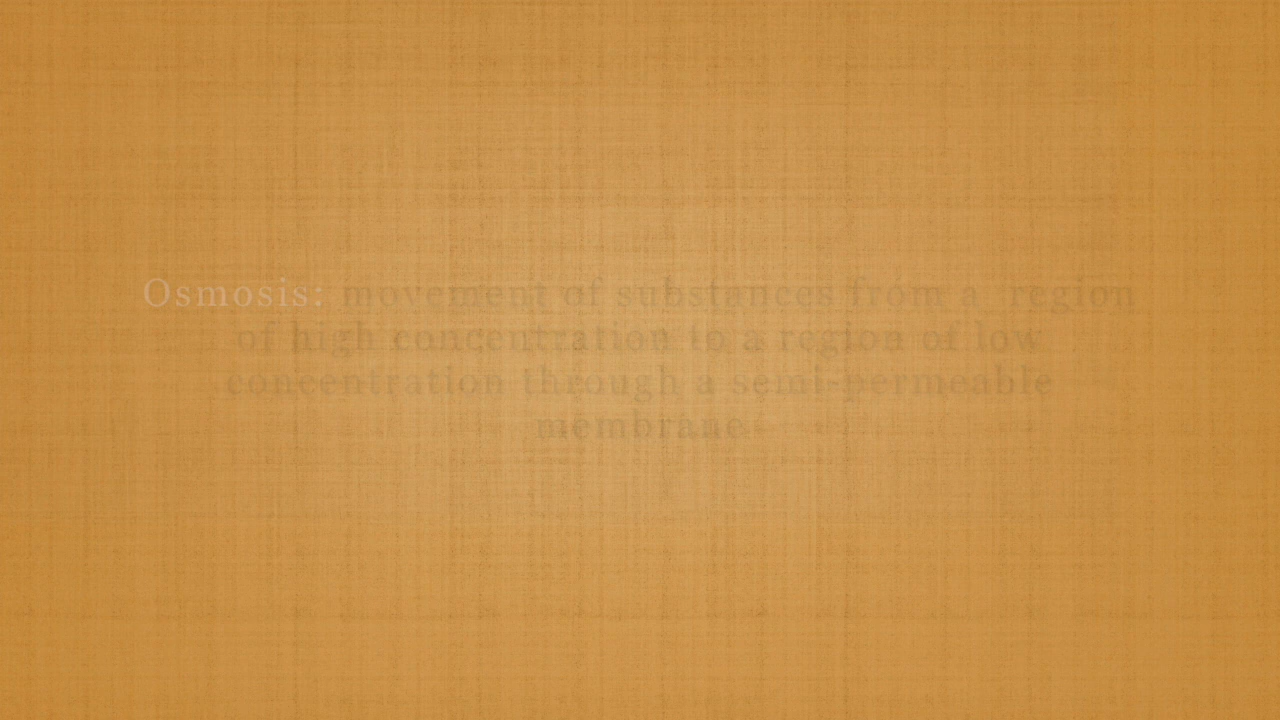 Osmosis: movement of substances from a region
of high concentration to a region of low
concentration through a semi-permeable
membrane